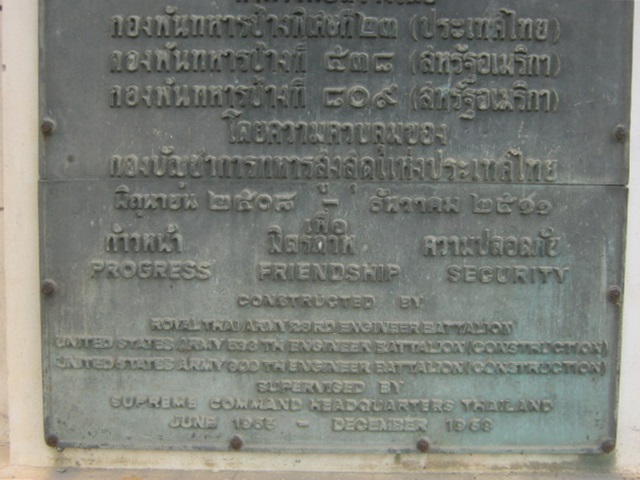 กองพันทหารช่างพิเศษที่ ๒๓ (ประเทศไทย)
กองพันทหารช่างที่ ๕๓๘ (สหรัฐอเมริกา)
กองพันทหารช่างที่ ๘๐๙ (สหรัฐอเมริกา)
โดยความควบคุมของ
กองบัญชาการทหารสูงสุดแห่งประเทศไทย
มิถุนายน ๒๕๐๘ - ธันวาคม ๒๕๑๑
เพื่อ
ก้าวหน้า มิตรภาพ ความปลอดภัย
PROGRESS FRIENDSHIP SECURITY
CONSTRUCTED BY
ROYAL THAI ARMY 23RD ENGINEER BATTALION
UNITED STATES ARMY 538 TH ENGINEER BATTALION (CONSTRUCTION)
UNITED STATES ARMY 809 TH ENGINEER BATTALION (CONSTRUCTION)
SUPERVISED BY
SUPREME COMMAND HEADQUARTERS THAILAND
JUNE 1965 - DECEMBER 1968